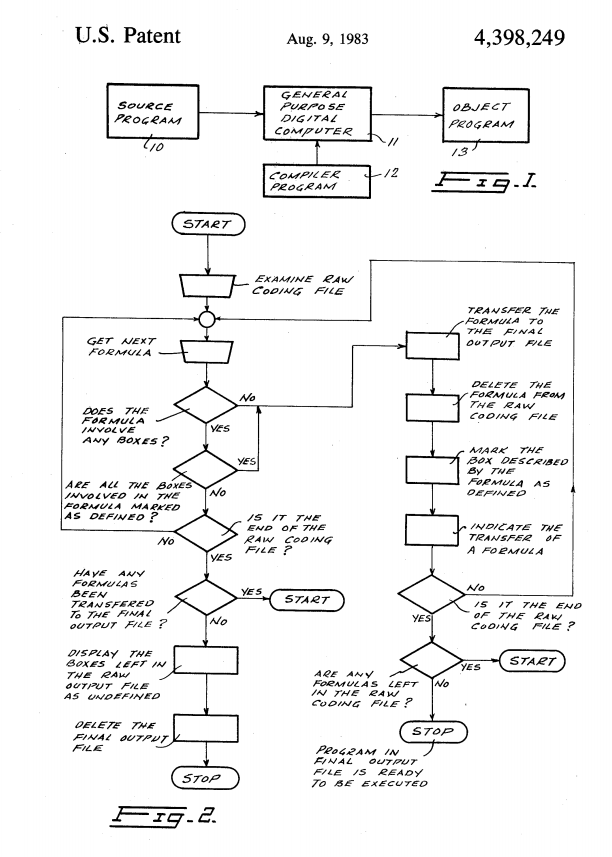 U.S. Patent
Aug. 9, 1983
4,398,249
SOURCE
PROGRAM
10
GENERAL
PURPOSE
DIGITAL
COMPUTER
11
OBJECT
PROGRAM
13
COMPILER
PROGRAM
12
Fig. 1.
START
EXAMINE RAW
CODING FILE
GET NEXT
FORMULA
DOES THE
FORMULA
INVOLVE
ANY BOXES?
NO
YES
ARE ALL THE BOXES
INVOLVED IN THE
FORMULA MARKED
AS DEFINED?
YES
NO
IS IT THE
END OF THE
RAW CODING
FILE?
NO
YES
HAVE ANY
FORMULAS
BEEN
TRANSFERED
TO THE FINAL
OUTPUT FILE?
YES
START
NO
DISPLAY THE
BOXES LEFT IN
THE RAW
OUTPUT FILE
AS UNDEFINED
DELETE THE
FINAL OUTPUT
FILE
STOP
TRANSFER THE
FORMULA TO
THE FINAL
OUTPUT FILE
DELETE THE
FORMULA FROM
THE RAW
CODING FILE
MARK THE
BOX DESCRIBED
BY THE
FORMULA AS
DEFINED
INDICATE THE
TRANSFER OF
A FORMULA
NO
IS IT THE END
OF THE RAW
CODING FILE?
YES
ARE ANY
FORMULAS LEFT
IN THE RAW
CODING FILE?
YES
START
NO
STOP
PROGRAM IN
FINAL OUTPUT
FILE IS READY
TO BE EXECUTED
Fig. 2.